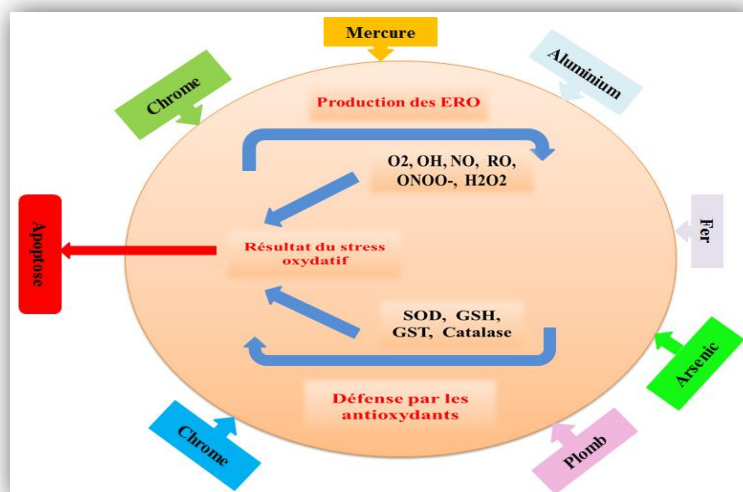 Mercure
Chrome
Aluminium
Production des ERO
O2, OH, NO, RO,
ONOO-, H2O2
Apoptose
Fer
Résultat du stress
oxydatif
SOD, GSH,
GST, Catalase
Arsenic
Défense par les
antioxydants
Chrome
Plomb